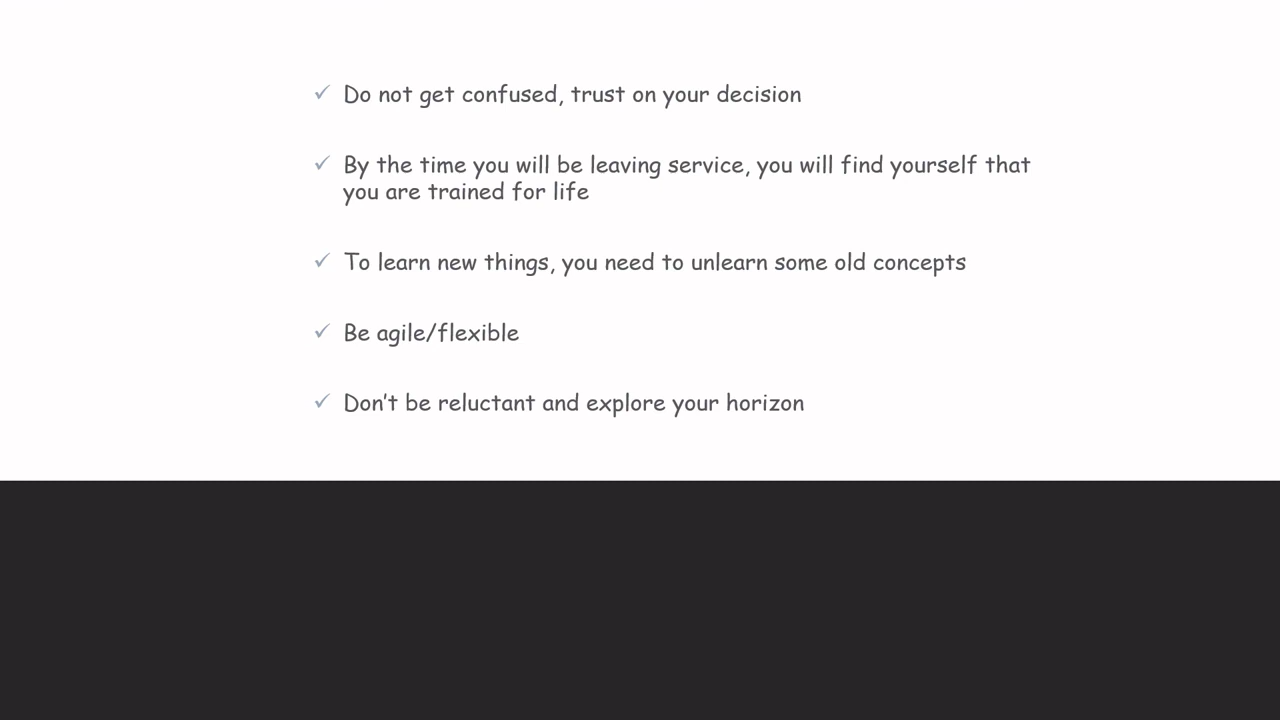 ✓ Do not get confused, trust on your decision
✓ By the time you will be leaving service, you will find yourself that
you are trained for life
✓ To learn new things, you need to unlearn some old concepts
✓ Be agile/flexible
✓ Don’t be reluctant and explore your horizon